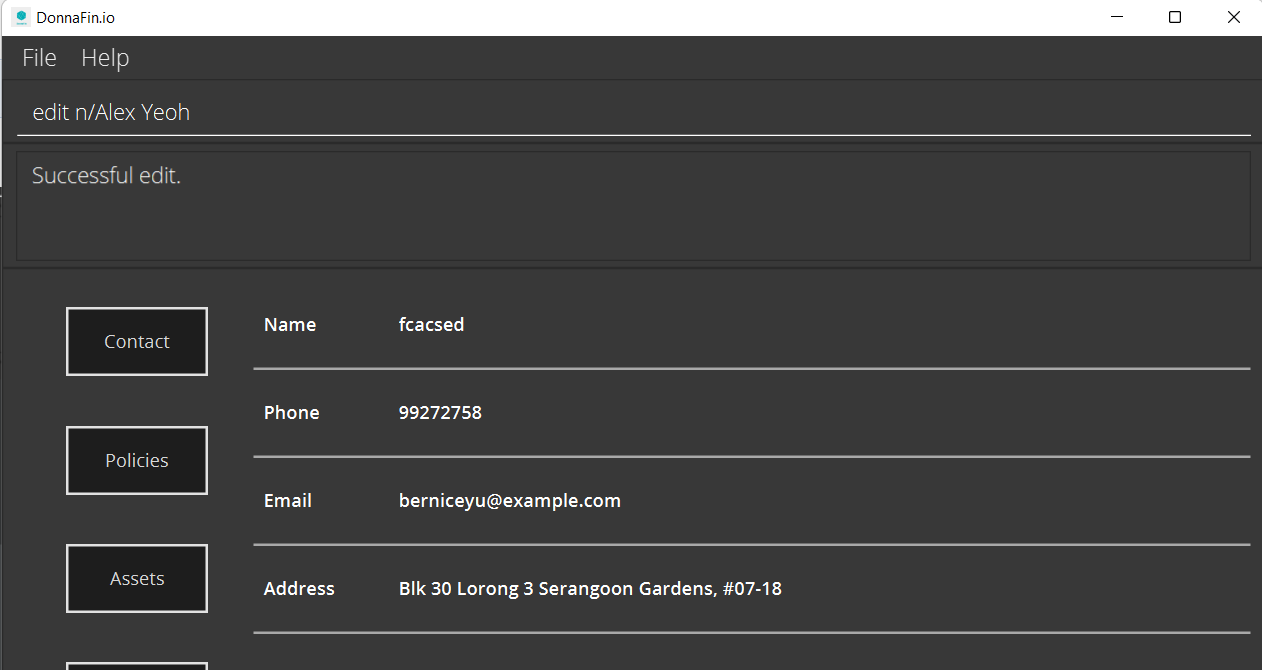 DonnaFin.io
File Help
edit n/Alex Yeoh
Successful edit.
Contact
Name fcacsed
Phone 99272758
Policies
Email berniceyu@example.com
Assets
Address Blk 30 Lorong 3 Serangoon Gardens, #07-18